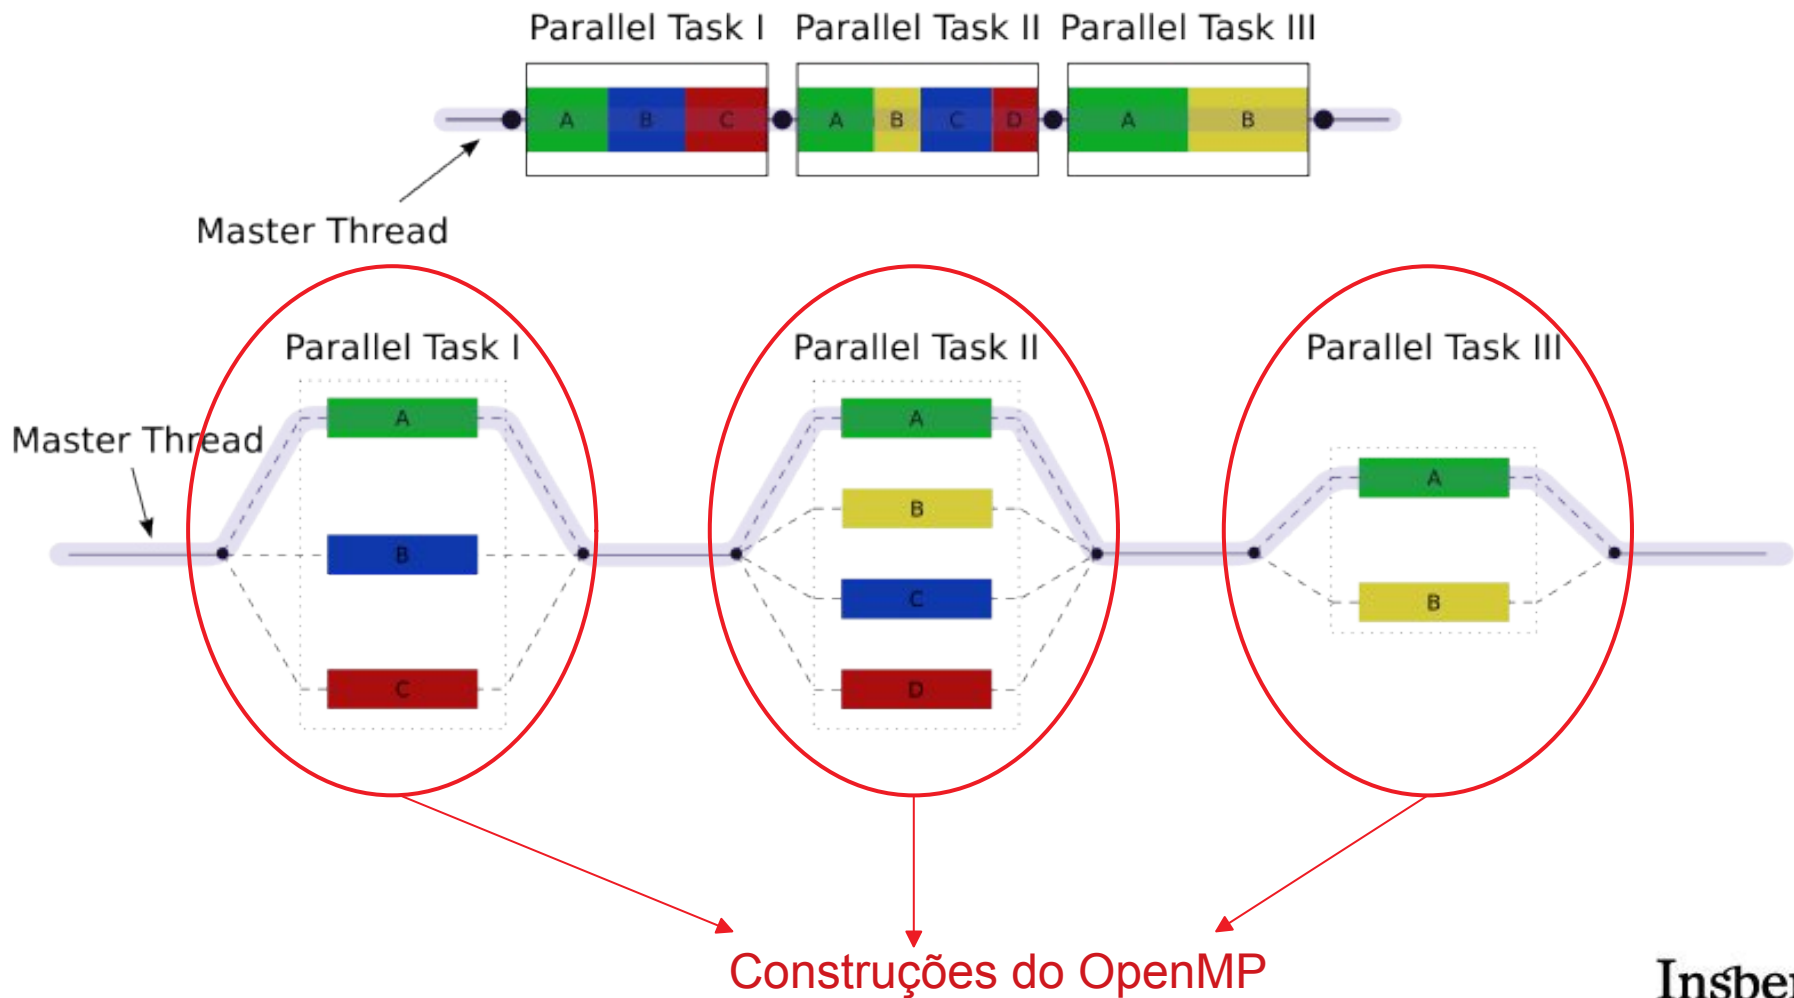 Parallel Task I Parallel Task II Parallel Task III
A B C A B C D A B
Master Thread
Parallel Task I Parallel Task II Parallel Task III
A A
Master Thread
B A
B
C B
C D
Construções do OpenMP